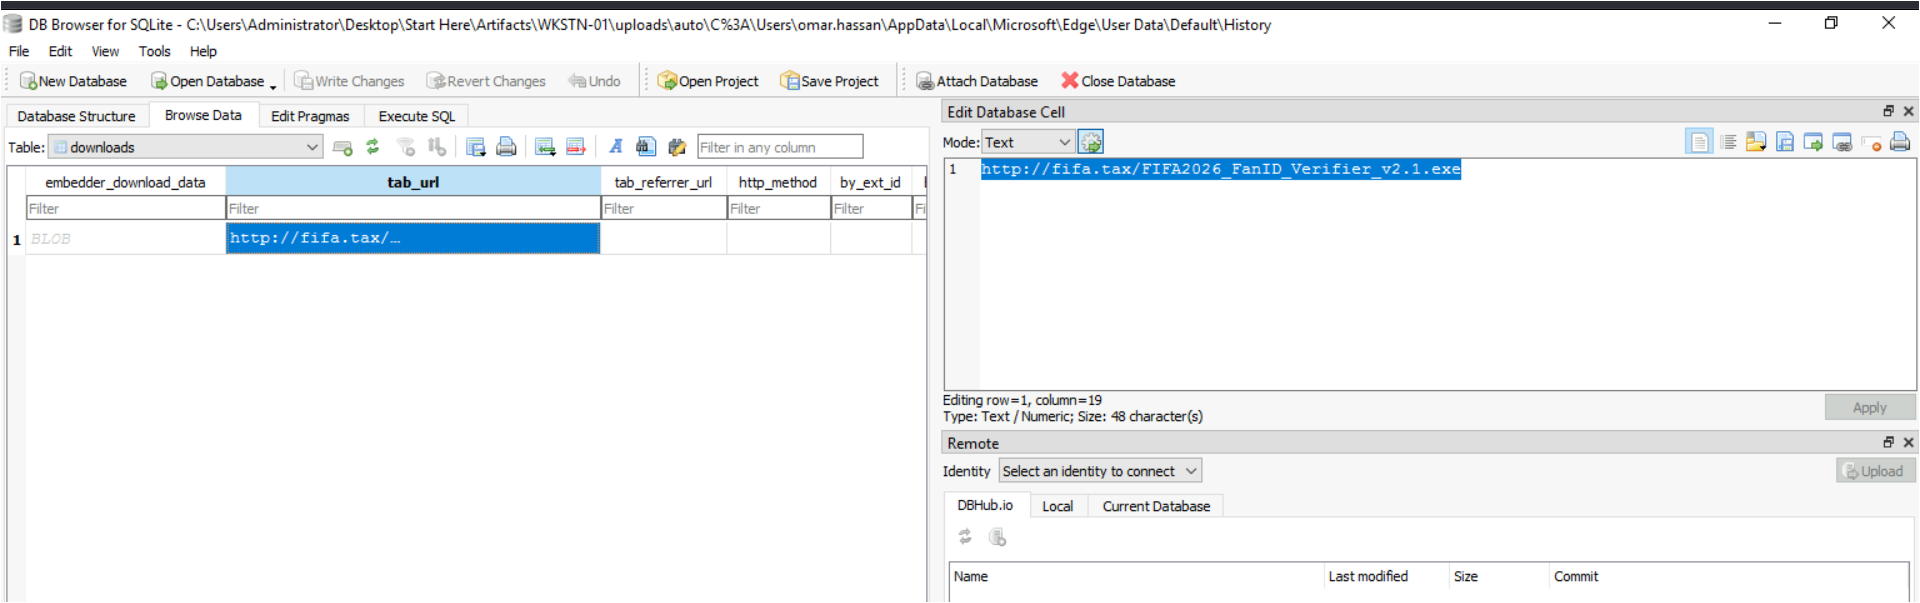 DB Browser for SQLite - C:\Users\Administrator\Desktop\Start Here\Artifacts\WKSTN-01\uploads\auto\C%3A\Users\omar.hassan\AppData\Local\Microsoft\Edge\User Data\Default\History
File Edit View Tools Help
New Database Open Database Write Changes Revert Changes Undo Open Project Save Project Attach Database Close Database
Database Structure Browse Data Edit Pragmas Execute SQL
Table: downloads Filter in any column
embedder_download_data tab_url tab_referrer_url http_method by_ext_id
Filter Filter Filter Filter Filter Fi
1 BLOB http://fifa.tax/…
Edit Database Cell
Mode: Text
1 http://fifa.tax/FIFA2026_FanID_Verifier_v2.1.exe
Editing row=1, column=19
Type: Text / Numeric; Size: 48 character(s)
Apply
Remote
Identity Select an identity to connect Upload
DBHub.io Local Current Database
Name Last modified Size Commit